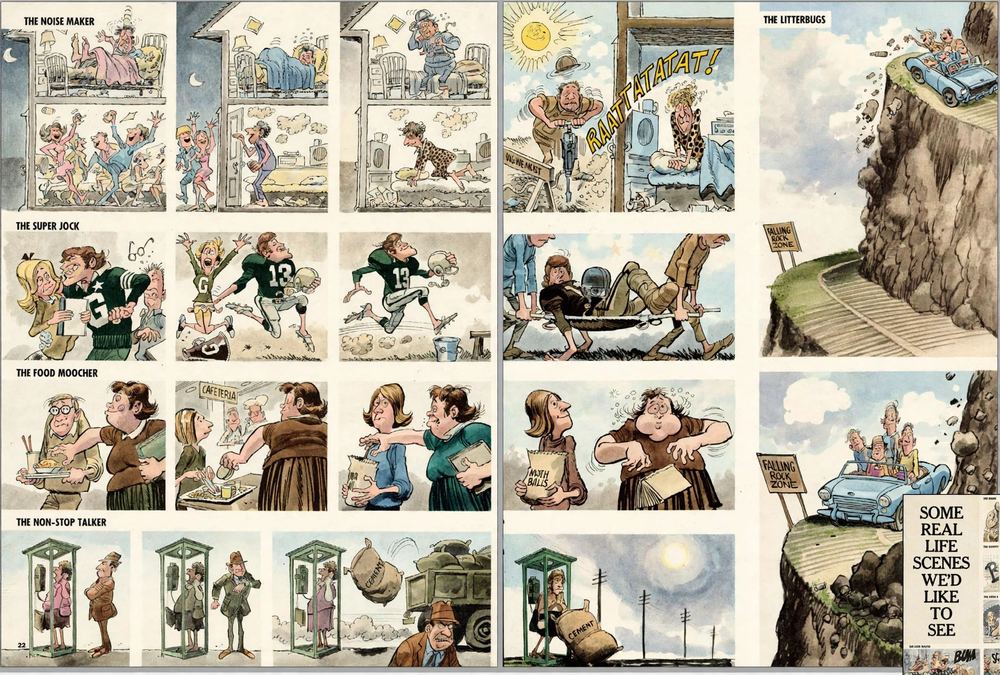 THE NOISE MAKER
RAATTATATAT!
THE LITTERBUGS
FALLING
ROCK
ZONE
THE SUPER JOCK
G
13
G
G
13
THE FOOD MOOCHER
CAFETERIA
MOTH
BALLS
FALLING
ROCK
ZONE
THE NON-STOP TALKER
CEMENT
CEMENT
22
SOME
REAL
LIFE
SCENES
WE'D
LIKE
TO
SEE